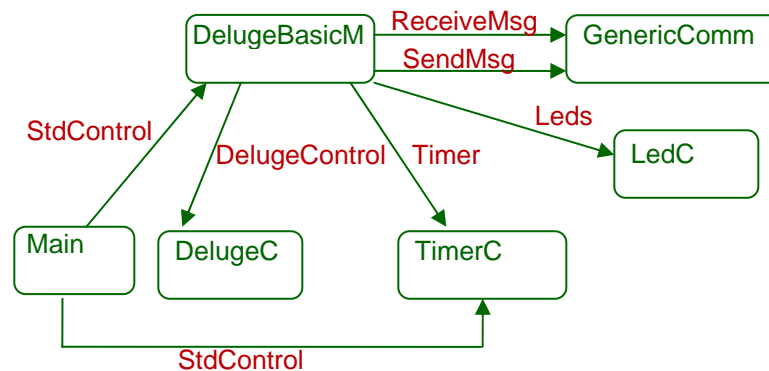 DelugeBasicM
ReceiveMsg
GenericComm
SendMsg
Leds
StdControl
DelugeControl
Timer
LedC
Main
DelugeC
TimerC
StdControl